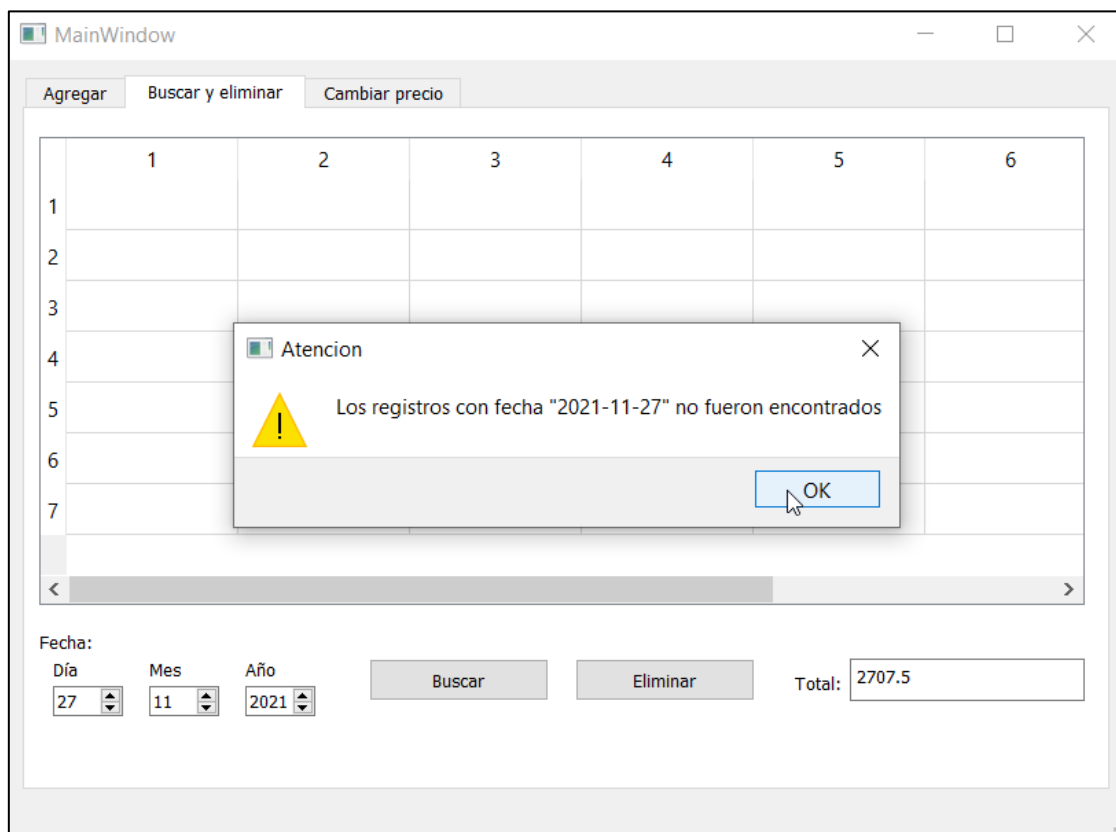 MainWindow
Agregar Buscar y eliminar Cambiar precio
1 2 3 4 5 6
1
2
3
4
5
6
7
Atencion
Los registros con fecha "2021-11-27" no fueron encontrados
OK
Fecha:
Día Mes Año
27 11 2021
Buscar Eliminar Total: 2707.5